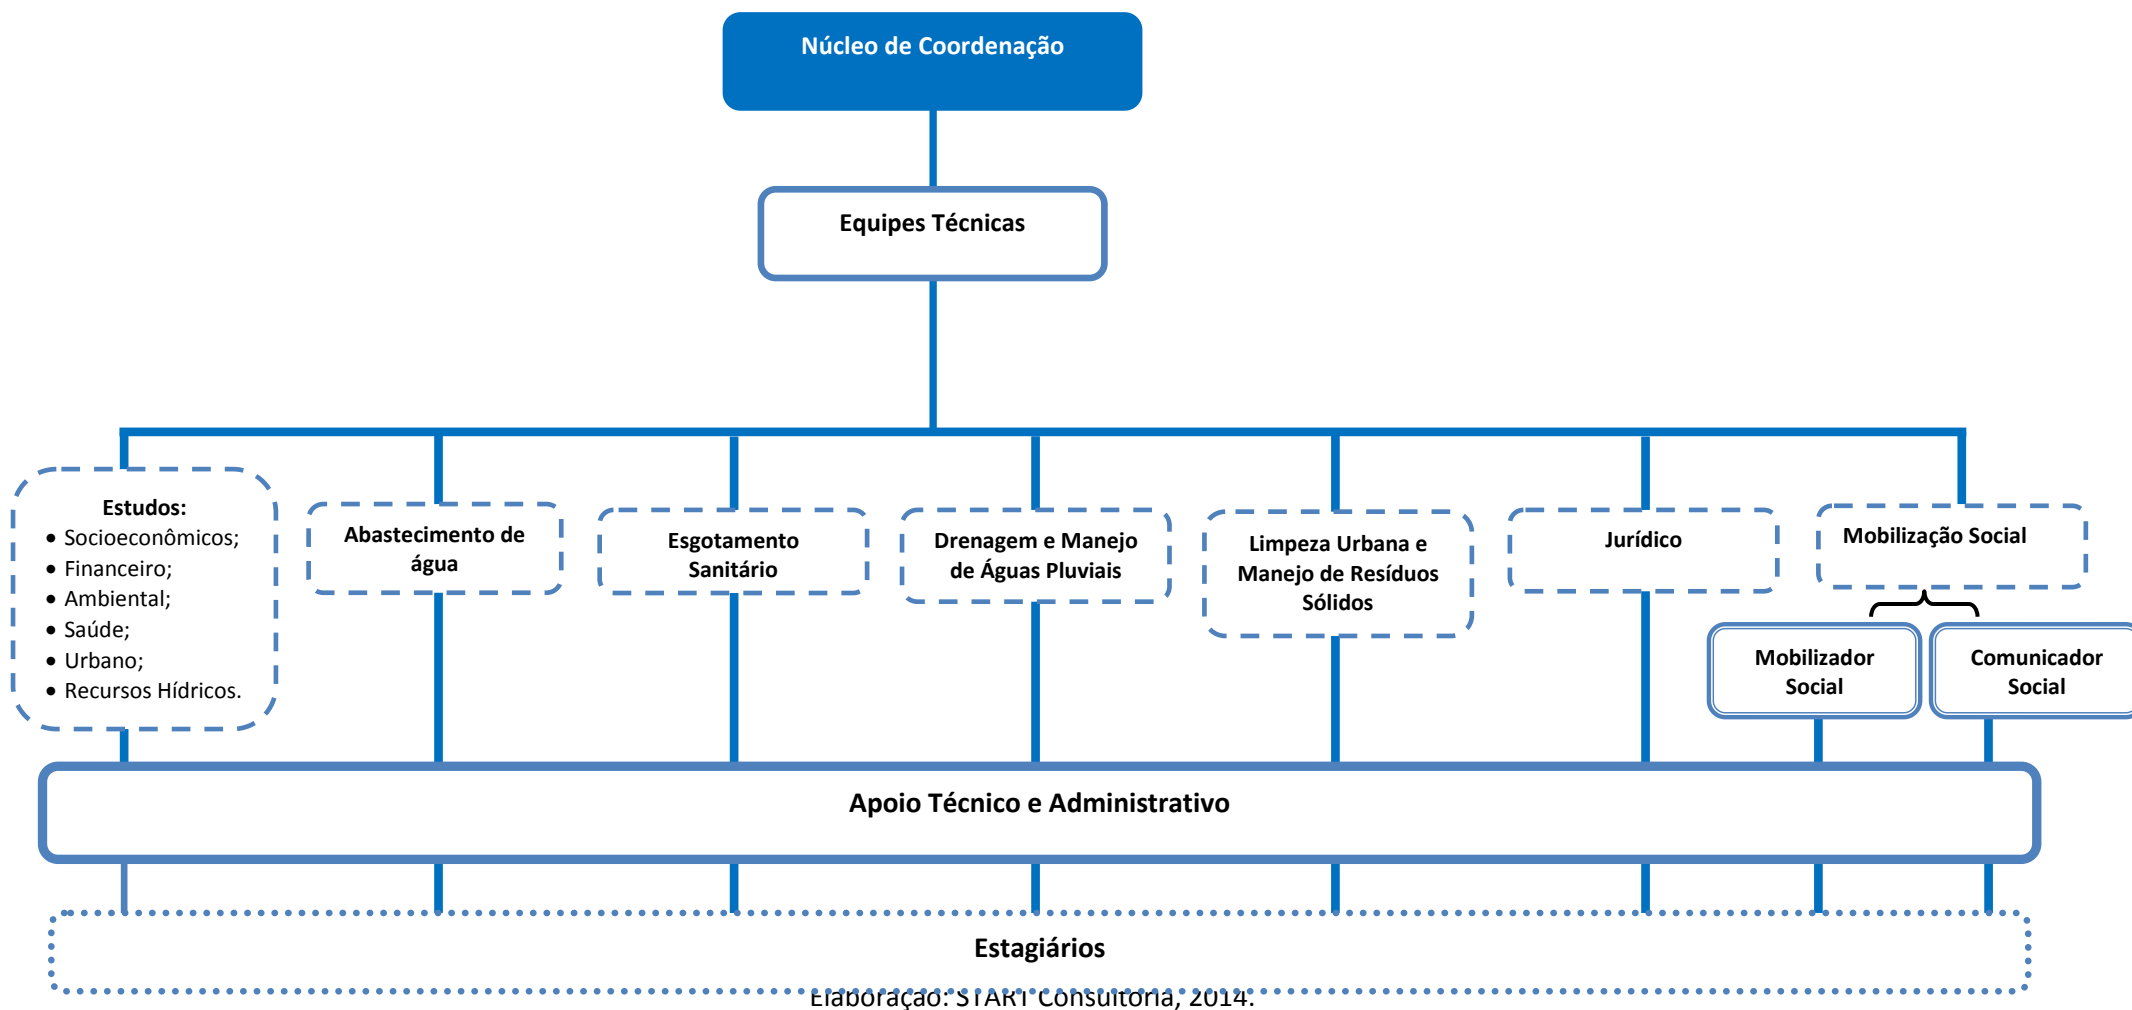 Núcleo de Coordenação
Equipes Técnicas
Estudos:
• Socioeconômicos;
• Financeiro;
• Ambiental;
• Saúde;
• Urbano;
• Recursos Hídricos.
Abastecimento de
água
Esgotamento
Sanitário
Drenagem e Manejo
de Águas Pluviais
Limpeza Urbana e
Manejo de Resíduos
Sólidos
Jurídico
Mobilização Social
Mobilizador
Social
Comunicador
Social
Apoio Técnico e Administrativo
Estagiários
Elaboração: START Consultoria, 2014.